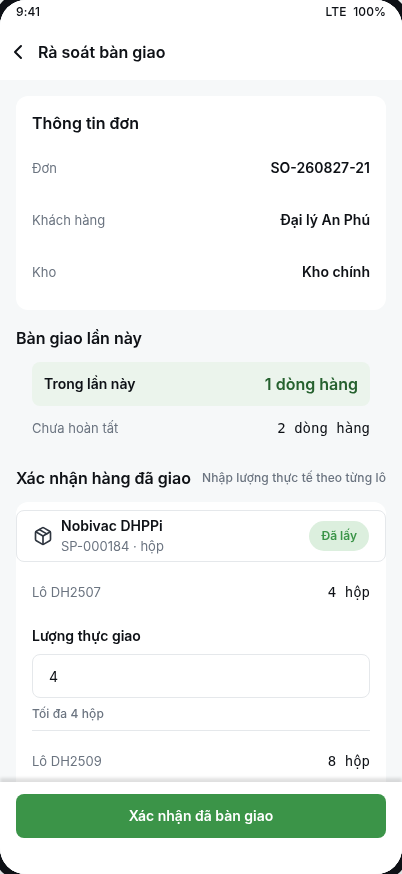 9:41 LTE 100%
Rà soát bàn giao
Thông tin đơn
Đơn SO-260827-21
Khách hàng Đại lý An Phú
Kho Kho chính
Bàn giao lần này
Trong lần này 1 dòng hàng
Chưa hoàn tất 2 dòng hàng
Xác nhận hàng đã giao Nhập lượng thực tế theo từng lô
Nobivac DHPPi
SP-000184 · hộp Đã lấy
Lô DH2507 4 hộp
Lượng thực giao
4
Tối đa 4 hộp
Lô DH2509 8 hộp
Xác nhận đã bàn giao